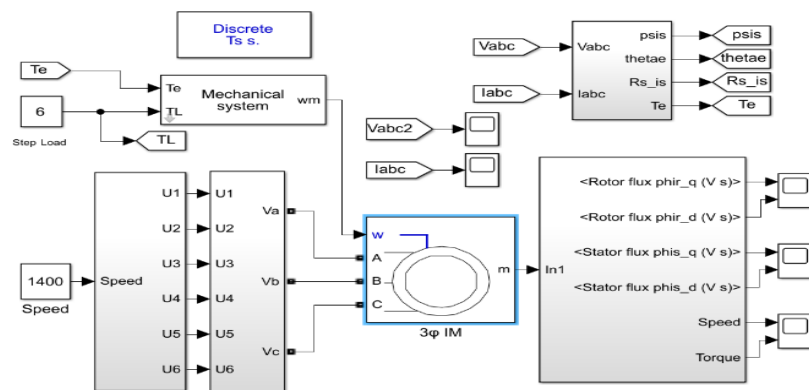 Discrete
Ts s.
Te
Te
Mechanical
system
wm
TL
6
Step Load
TL
Vabc
Iabc
Vabc
Iabc
psis
thetae
Rs_is
Te
psis
thetae
Rs_is
Te
Vabc2
Iabc
1400
Speed
Speed
U1
U2
U3
U4
U5
U6
U1
U2
U3
U4
U5
U6
Va
Vb
Vc
w
A
B
C
m
3φ IM
In1
<Rotor flux phir_q (V s)>
<Rotor flux phir_d (V s)>
<Stator flux phis_q (V s)>
<Stator flux phis_d (V s)>
Speed
Torque